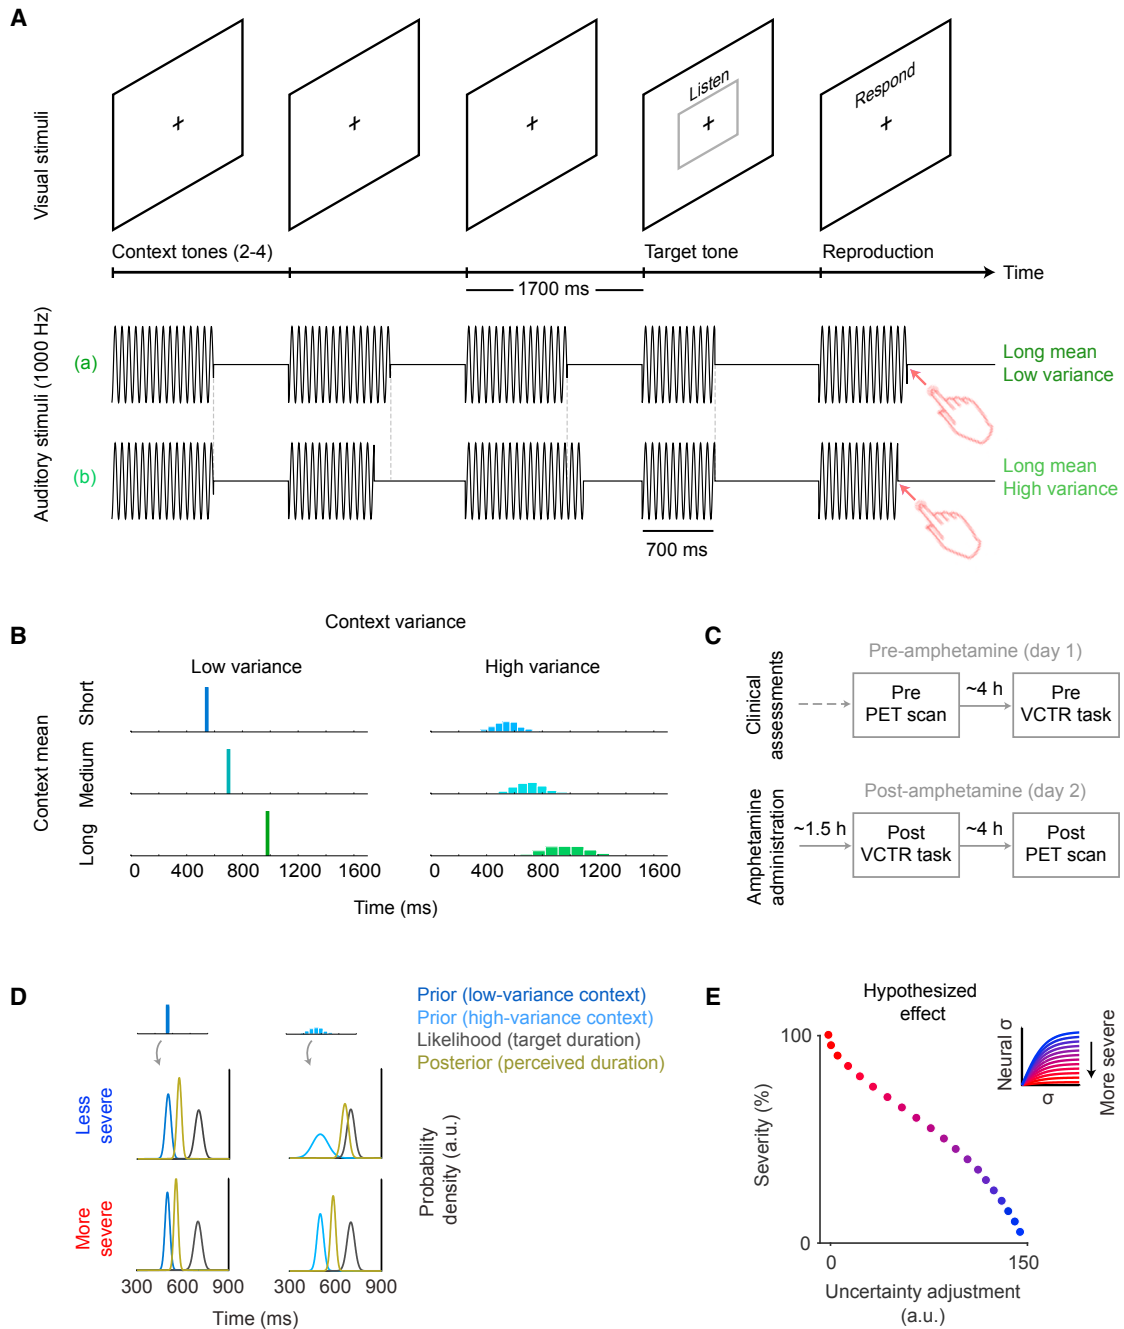 A
Visual stimuli
Listen
Respond
Context tones (2-4)
Target tone
Reproduction
Time
1700 ms
Auditory stimuli (1000 Hz)
(a)
Long mean
Low variance
(b)
Long mean
High variance
700 ms
B
Context variance
Low variance
High variance
Context mean
Short
Medium
Long
0 400 800 1200 1600
0 400 800 1200 1600
Time (ms)
C
Pre-amphetamine (day 1)
Clinical
assessments
Pre
PET scan
~4 h
Pre
VCTR task
Post-amphetamine (day 2)
Amphetamine
administration
~1.5 h
Post
VCTR task
~4 h
Post
PET scan
D
Prior (low-variance context)
Prior (high-variance context)
Likelihood (target duration)
Posterior (perceived duration)
Less
severe
More
severe
Probability
density (a.u.)
300 600 900
300 600 900
Time (ms)
E
Hypothesized
effect
100
Severity (%)
0
0
150
Uncertainty adjustment
(a.u.)
Neural σ
σ
More severe